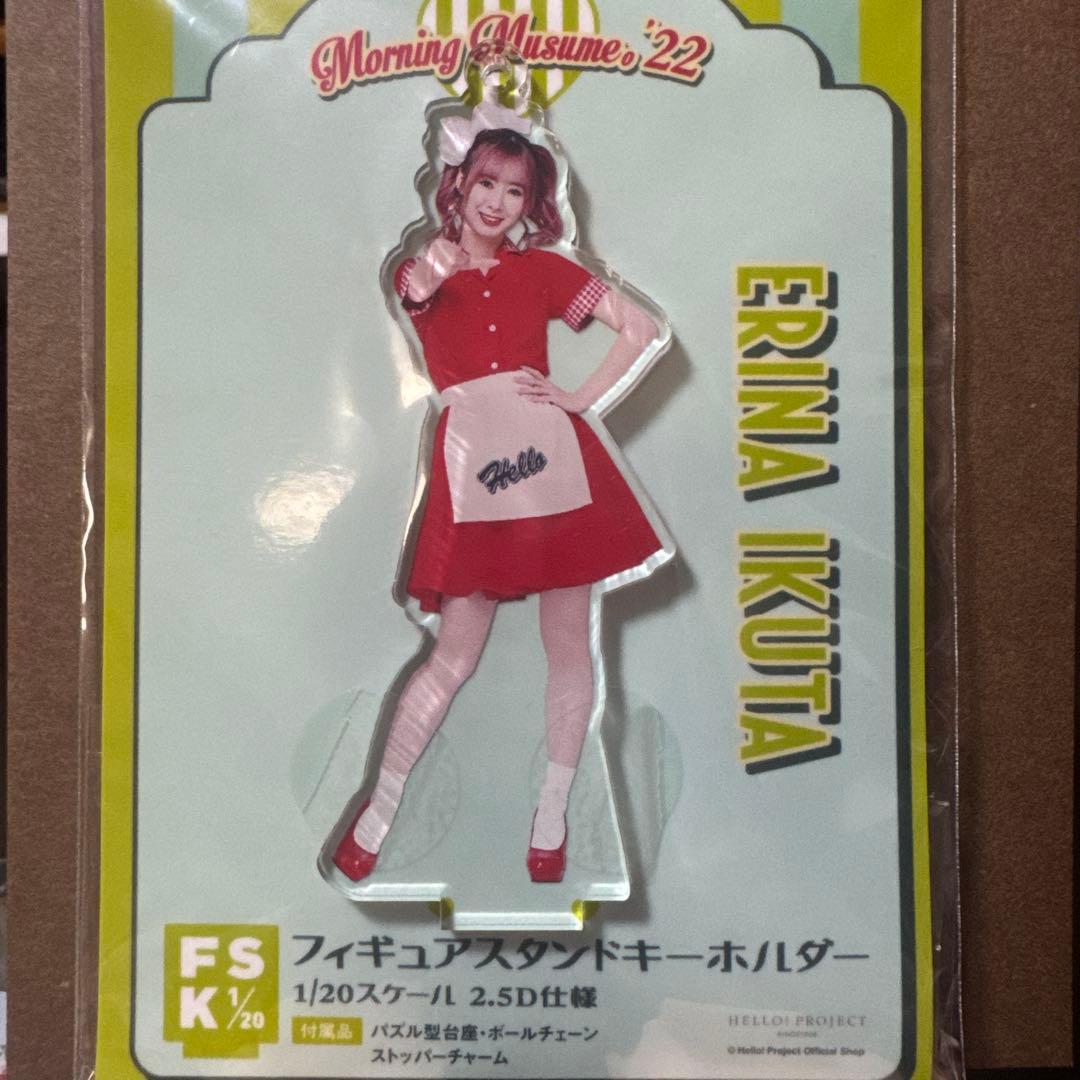 Morning Musume。'22
Hello
ERINA IKUTA
FS
K 1/20
フィギュアスタンドキーホルダー
1/20スケール 2.5D仕様
付属品 パズル型台座・ボールチェーン
ストッパーチャーム
HELLO! PROJECT
© Hello! Project Official Shop